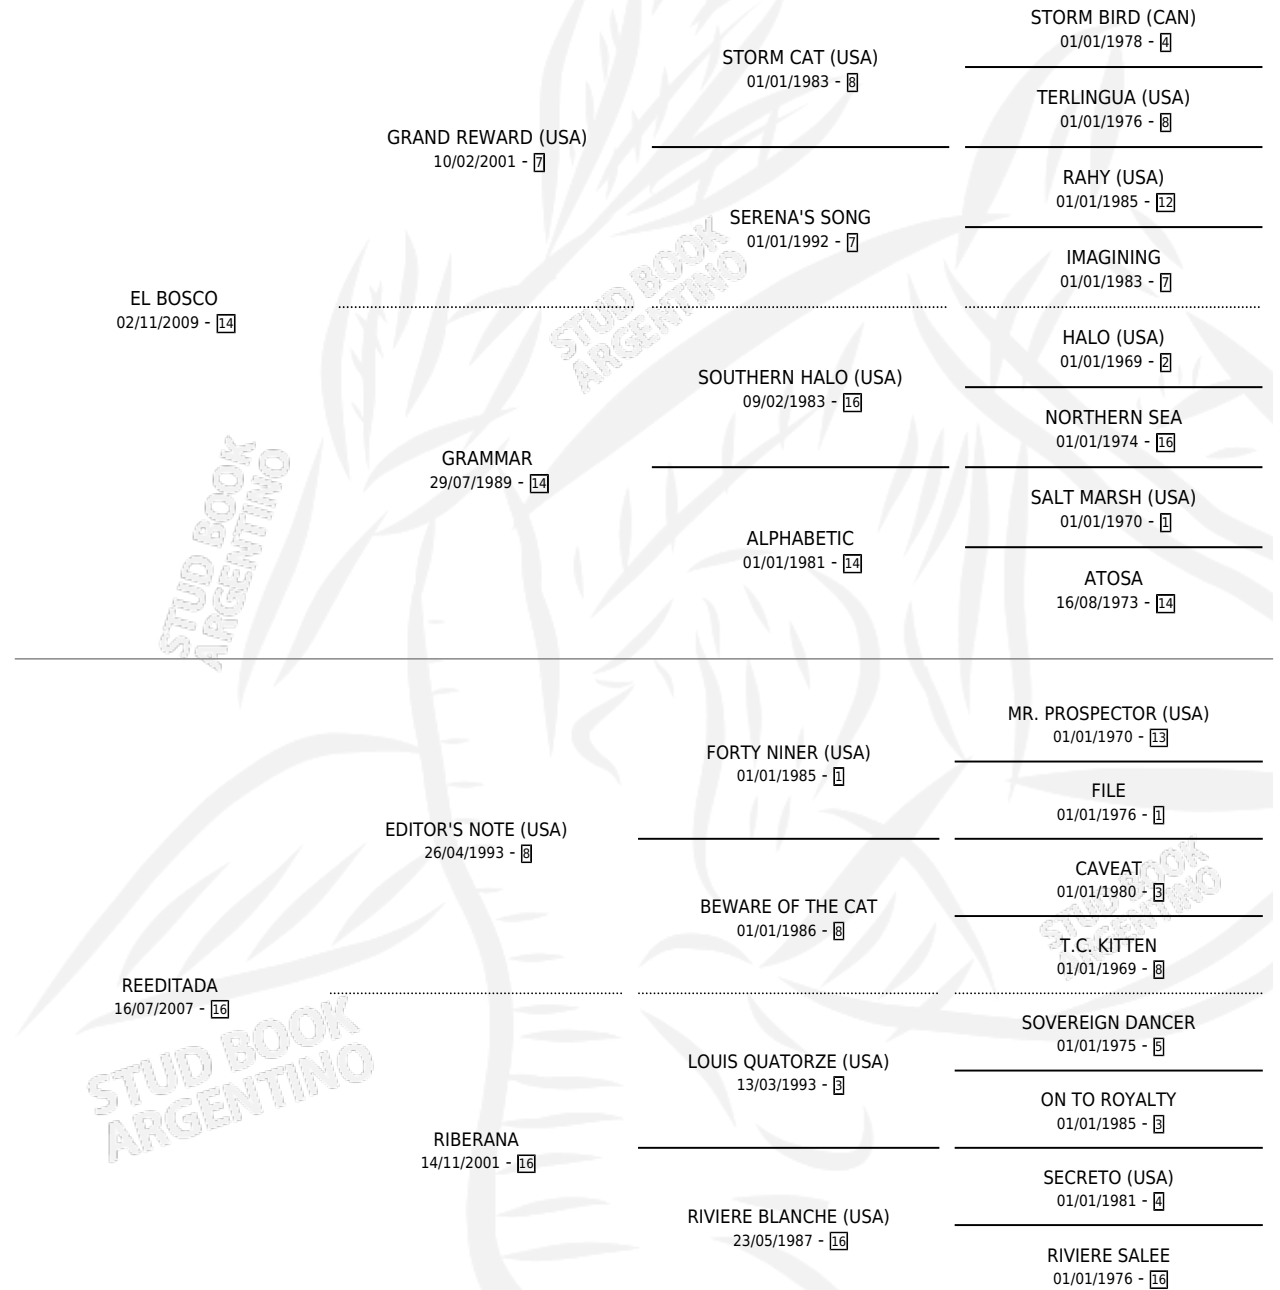 STORM BIRD (CAN)
01/01/1978 - 4
STORM CAT (USA)
01/01/1983 - 8
TERLINGUA (USA)
01/01/1976 - 8
GRAND REWARD (USA)
10/02/2001 - 7
RAHY (USA)
01/01/1985 - 12
SERENA'S SONG
01/01/1992 - 7
IMAGINING
01/01/1983 - 7
EL BOSCO
02/11/2009 - 14
HALO (USA)
01/01/1969 - 2
SOUTHERN HALO (USA)
09/02/1983 - 16
NORTHERN SEA
01/01/1974 - 16
GRAMMAR
29/07/1989 - 14
SALT MARSH (USA)
01/01/1970 - 1
ALPHABETIC
01/01/1981 - 14
ATOSA
16/08/1973 - 14
MR. PROSPECTOR (USA)
01/01/1970 - 13
FORTY NINER (USA)
01/01/1985 - 1
FILE
01/01/1976 - 1
EDITOR'S NOTE (USA)
26/04/1993 - 8
CAVEAT
01/01/1980 - 3
BEWARE OF THE CAT
01/01/1986 - 8
T.C. KITTEN
01/01/1969 - 8
REEDITADA
16/07/2007 - 16
SOVEREIGN DANCER
01/01/1975 - 5
LOUIS QUATORZE (USA)
13/03/1993 - 3
ON TO ROYALTY
01/01/1985 - 3
RIBERANA
14/11/2001 - 16
SECRETO (USA)
01/01/1981 - 4
RIVIERE BLANCHE (USA)
23/05/1987 - 16
RIVIERE SALEE
01/01/1976 - 16
STUD BOOK
ARGENTINO
STUD BOOK
ARGENTINO
STUD BOOK
ARGENTINO
STUD BOOK
ARGENTINO